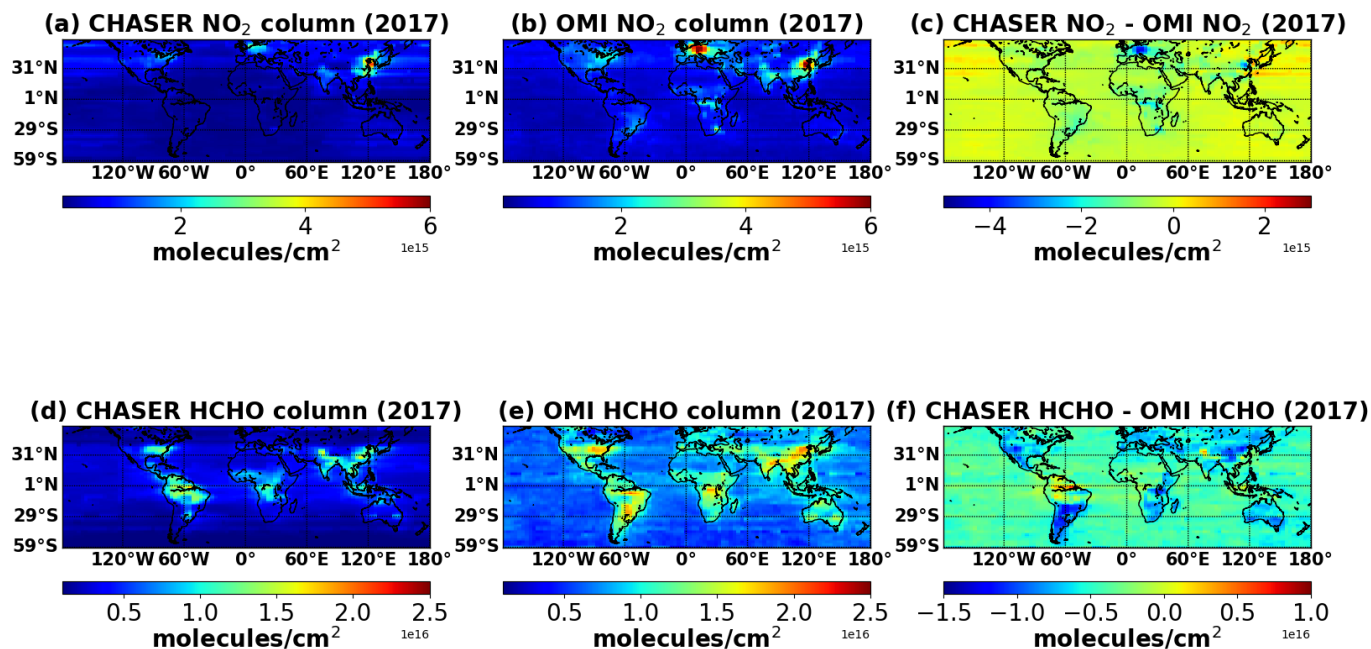 (a) CHASER NO₂ column (2017)
(b) OMI NO₂ column (2017)
(c) CHASER NO₂ - OMI NO₂ (2017)
31°N
1°N
29°S
59°S
120°W 60°W 0° 60°E 120°E 180°
31°N
1°N
29°S
59°S
120°W 60°W 0° 60°E 120°E 180°
31°N
1°N
29°S
59°S
120°W 60°W 0° 60°E 120°E 180°
2 4 6
1e15
molecules/cm²
2 4 6
1e15
molecules/cm²
−4 −2 0 2
1e15
molecules/cm²
(d) CHASER HCHO column (2017)
(e) OMI HCHO column (2017)
(f) CHASER HCHO - OMI HCHO (2017)
31°N
1°N
29°S
59°S
120°W 60°W 0° 60°E 120°E 180°
31°N
1°N
29°S
59°S
120°W 60°W 0° 60°E 120°E 180°
31°N
1°N
29°S
59°S
120°W 60°W 0° 60°E 120°E 180°
0.5 1.0 1.5 2.0 2.5
1e16
molecules/cm²
0.5 1.0 1.5 2.0 2.5
1e16
molecules/cm²
−1.5 −1.0 −0.5 0.0 0.5 1.0
1e16
molecules/cm²